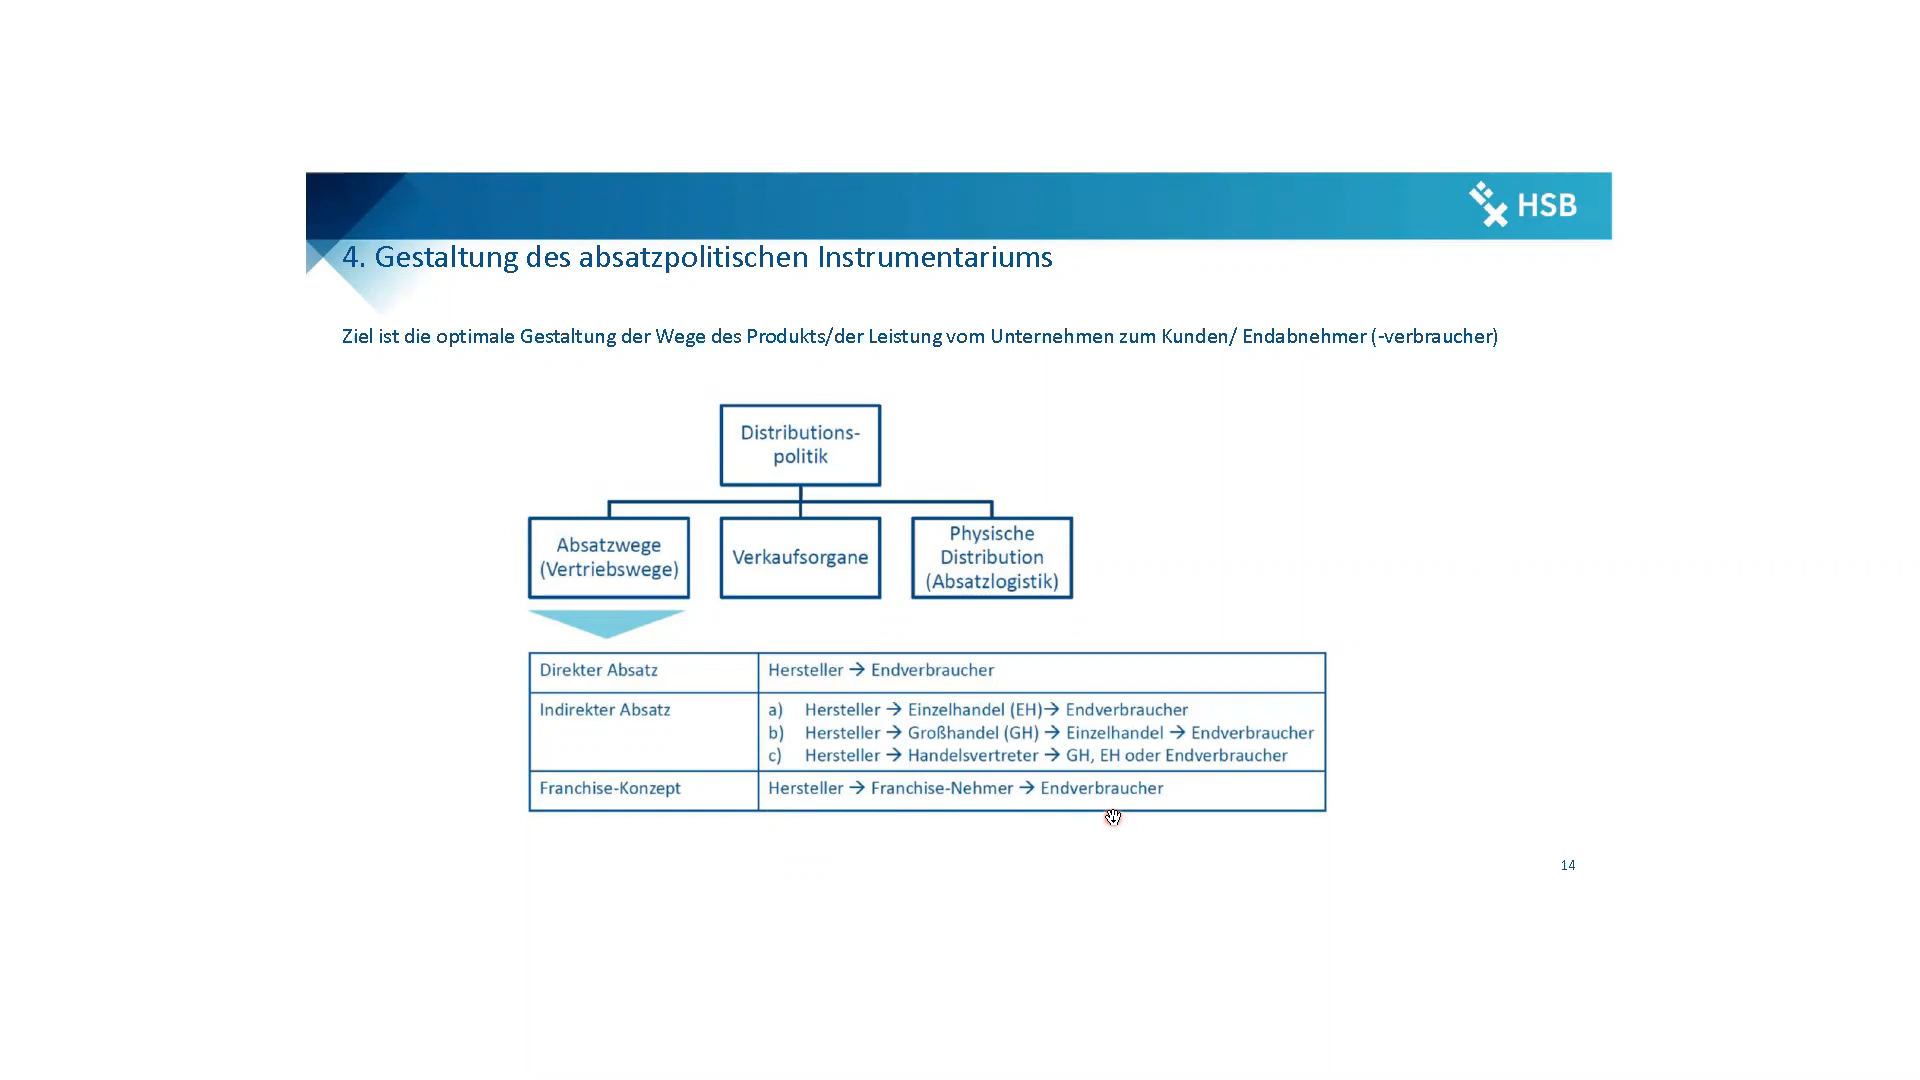 HSB
4. Gestaltung des absatzpolitischen Instrumentariums
Ziel ist die optimale Gestaltung der Wege des Produkts/der Leistung vom Unternehmen zum Kunden/ Endabnehmer (-verbraucher)
Distributions-
politik
Absatzwege
(Vertriebswege)
Verkaufsorgane
Physische
Distribution
(Absatzlogistik)
Direkter Absatz
Hersteller → Endverbraucher
Indirekter Absatz
a) Hersteller → Einzelhandel (EH)→ Endverbraucher
b) Hersteller → Großhandel (GH) → Einzelhandel → Endverbraucher
c) Hersteller → Handelsvertreter → GH, EH oder Endverbraucher
Franchise-Konzept
Hersteller → Franchise-Nehmer → Endverbraucher
14